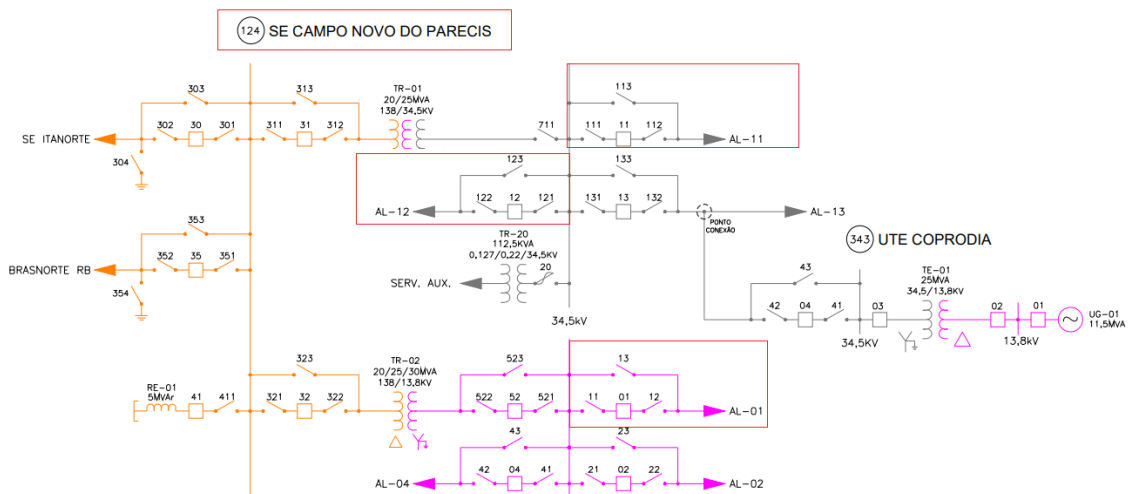 124 SE CAMPO NOVO DO PARECIS
303
313
TR-01
20/25MVA
138/34,5KV
113
SE ITANORTE
302 30 301
311 31 312
711
111 11 112
AL-11
304
123
133
AL-12
122 12 121
131 13 132
AL-13
PONTO
CONEXÃO
353
BRASNORTE RB
352 35 351
354
TR-20
112,5KVA
0,127/0,22/34,5KV
SERV. AUX.
20
34,5kV
343 UTE COPRODIA
43
42 04 41
03
34,5KV
TE-01
25MVA
34,5/13,8KV
02
01
13,8kV
UG-01
11,5MVA
323
TR-02
20/25/30MVA
138/13,8KV
523
13
RE-01
5MVAr
41
411
321 32 322
522 52 521
11 01 12
AL-01
43
23
AL-04
42 04 41
21 02 22
AL-02